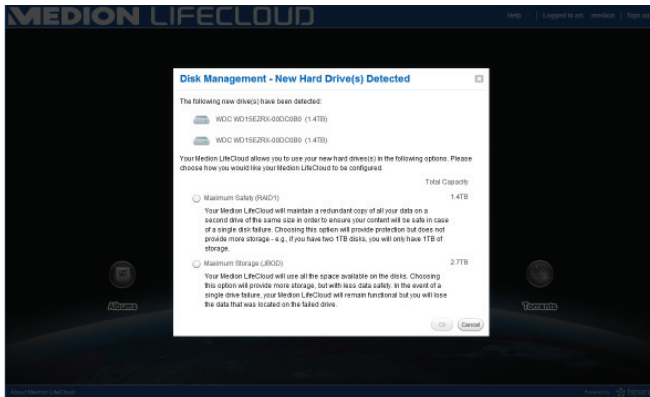 MEDION LIFECLOUD
Help | Logged in as: medion | Sign out
Disk Management - New Hard Drive(s) Detected
The following new drive(s) have been detected:
WDC WD15EZRX-00DC0B0 (1.4TB)
WDC WD15EZRX-00DC0B0 (1.4TB)
Your Medion LifeCloud allows you to use your new hard drives(s) in the following options. Please
choose how you would like your Medion LifeCloud to be configured.
Total Capacity
Maximum Safety (RAID1) 1.4TB
Your Medion LifeCloud will maintain a redundant copy of all your data on a
second drive of the same size in order to ensure your content will be safe in case
of a single disk failure. Choosing this option will provide protection but does not
provide more storage - e.g., if you have two 1TB disks, you will only have 1TB of
storage.
Maximum Storage (JBOD) 2.7TB
Your Medion LifeCloud will use all the space available on the disks. Choosing
this option will provide more storage, but with less data safety. In the event of a
single drive failure, your Medion LifeCloud will remain functional but you will lose
the data that was located on the failed drive.
Albums
Torrents
Ok Cancel
About Medion LifeCloud
Powered by